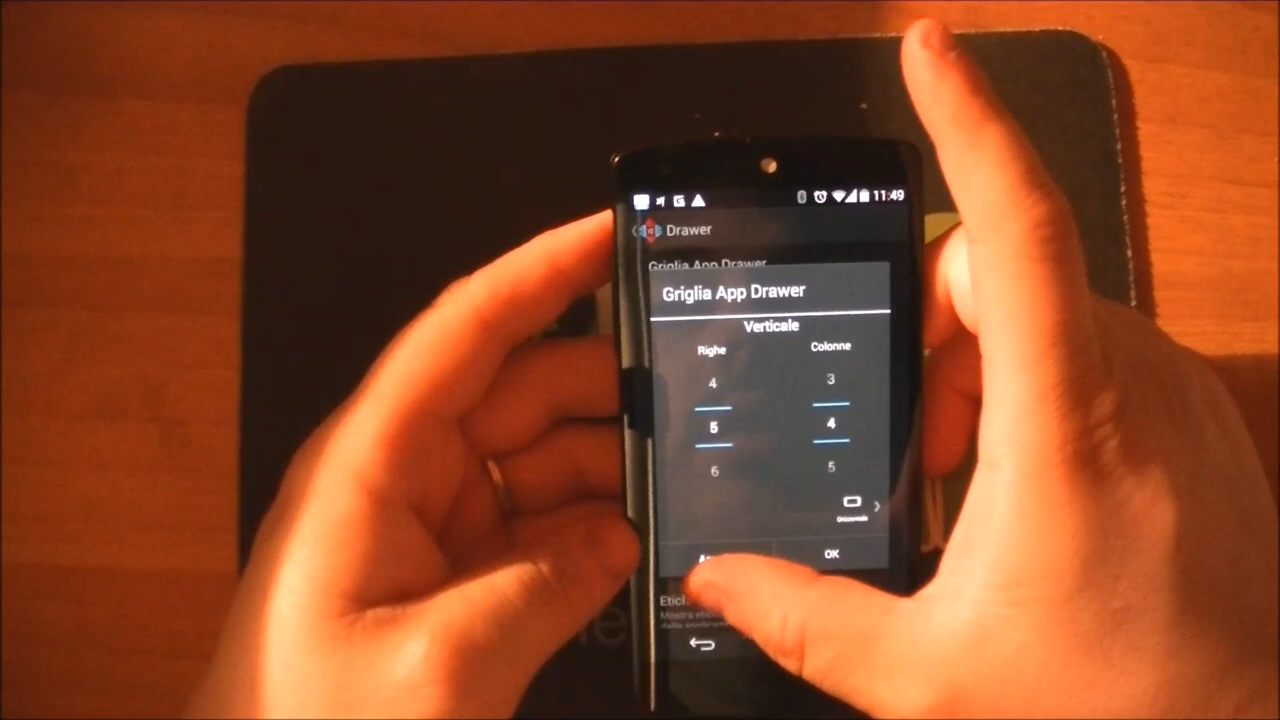 11:49
Drawer
Griglia App Drawer
Griglia App Drawer
Verticale
Righe Colonne
4 3
5 4
6 5
Orizzontale
OK